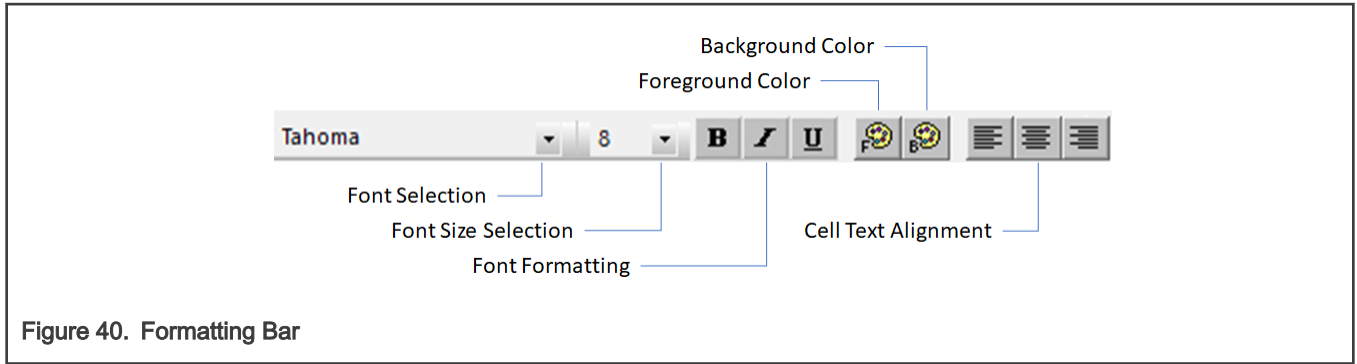 Background Color
Foreground Color
Tahoma 8 B I U F B
Font Selection
Font Size Selection
Cell Text Alignment
Font Formatting
Figure 40. Formatting Bar